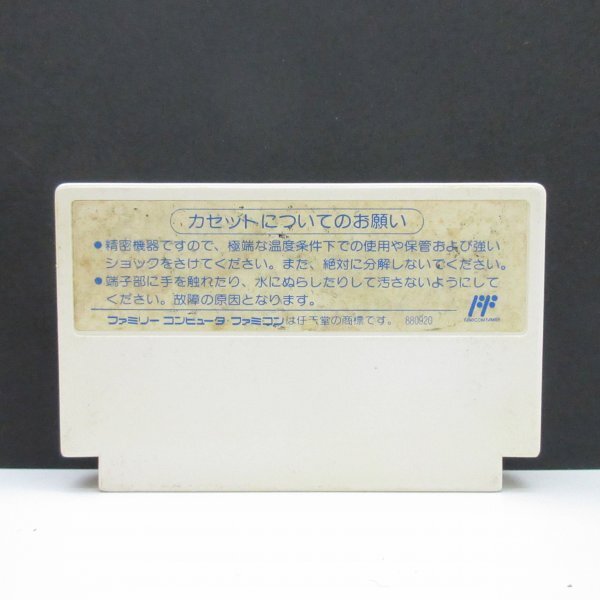 カセットについてのお願い
●精密機器ですので、極端な温度条件下での使用や保管および強い
ショックをさけてください。また、絶対に分解しないでください。
●端子部に手を触れたり、水にぬらしたりして汚さないようにして
ください。故障の原因となります。
FAMICOM FAMILY
ファミリーコンピュータ・ファミコンは任天堂の商標です。 880920